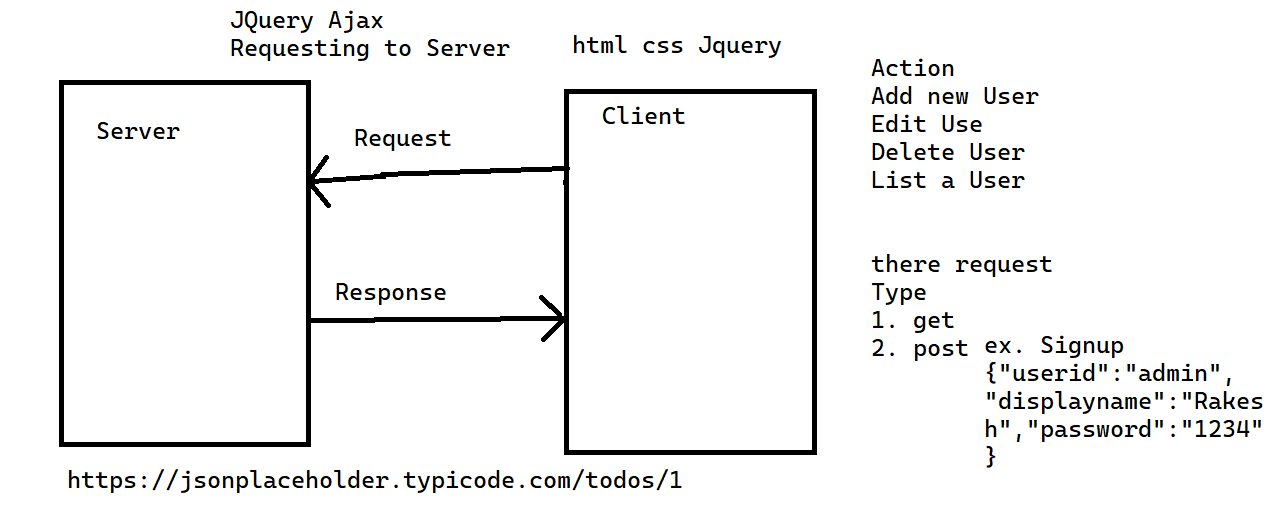 JQuery Ajax
Requesting to Server
html css Jquery
Server
Request
Client
Response
https://jsonplaceholder.typicode.com/todos/1
Action
Add new User
Edit Use
Delete User
List a User
there request
Type
1. get
2. post
ex. Signup
{"userid":"admin",
"displayname":"Rakes
h","password":"1234"
}